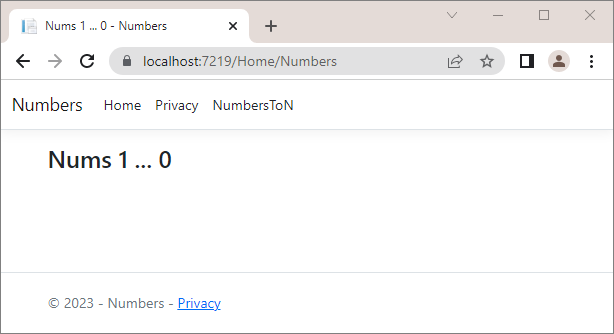 Nums 1 ... 0 - Numbers
localhost:7219/Home/Numbers
Numbers Home Privacy NumbersToN
Nums 1 ... 0
© 2023 - Numbers - Privacy